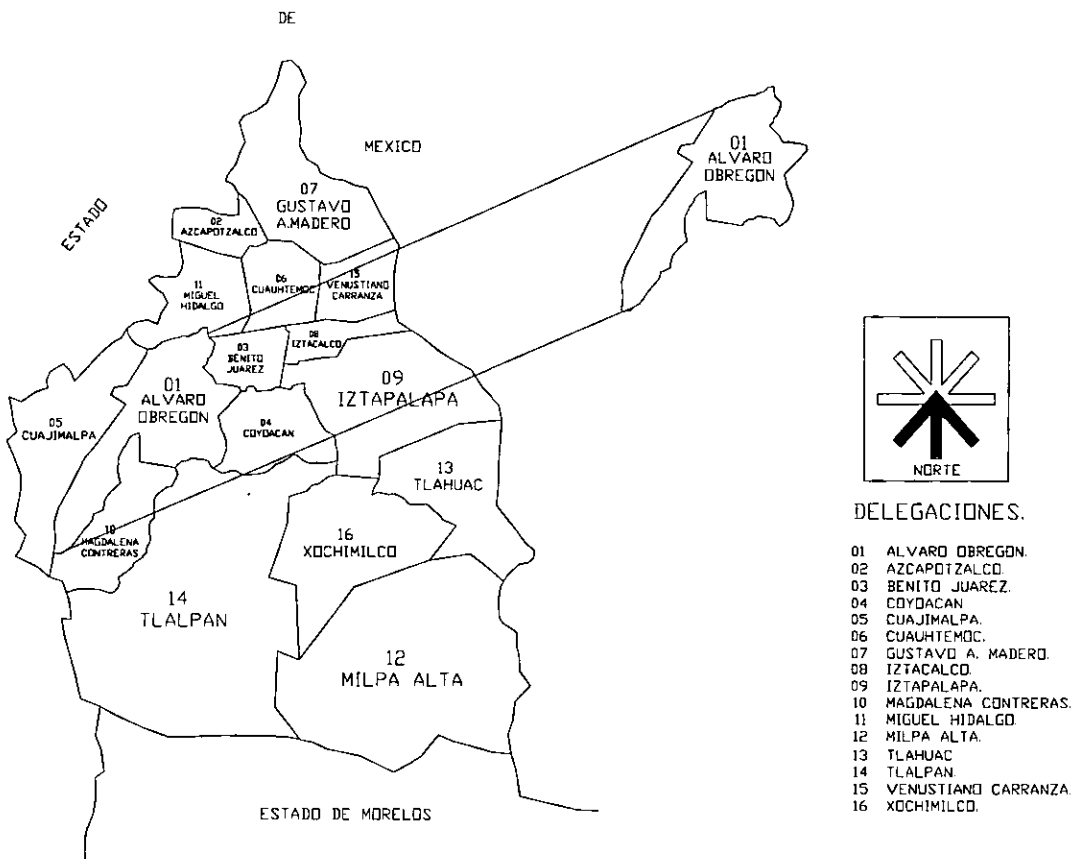 DE
MEXICO
ESTADO
01
ALVARO
OBREGON
07
GUSTAVO
A.MADERO
02
AZCAPOTZALCO
11
MIGUEL
HIDALGO
06
CUAUHTEMOC
15
VENUSTIANO
CARRANZA
08
IZTACALCO
03
BENITO
JUAREZ
09
IZTAPALAPA
01
ALVARO
OBREGON
05
CUAJIMALPA
04
COYOACAN
13
TLAHUAC
10
MAGDALENA
CONTRERAS
16
XOCHIMILCO
14
TLALPAN
12
MILPA ALTA
ESTADO DE MORELOS
NORTE
DELEGACIONES.
01 ALVARO OBREGON.
02 AZCAPOTZALCO.
03 BENITO JUAREZ.
04 COYOACAN
05 CUAJIMALPA.
06 CUAUHTEMOC.
07 GUSTAVO A. MADERO.
08 IZTACALCO.
09 IZTAPALAPA.
10 MAGDALENA CONTRERAS.
11 MIGUEL HIDALGO
12 MILPA ALTA.
13 TLAHUAC
14 TLALPAN.
15 VENUSTIANO CARRANZA.
16 XOCHIMILCO.